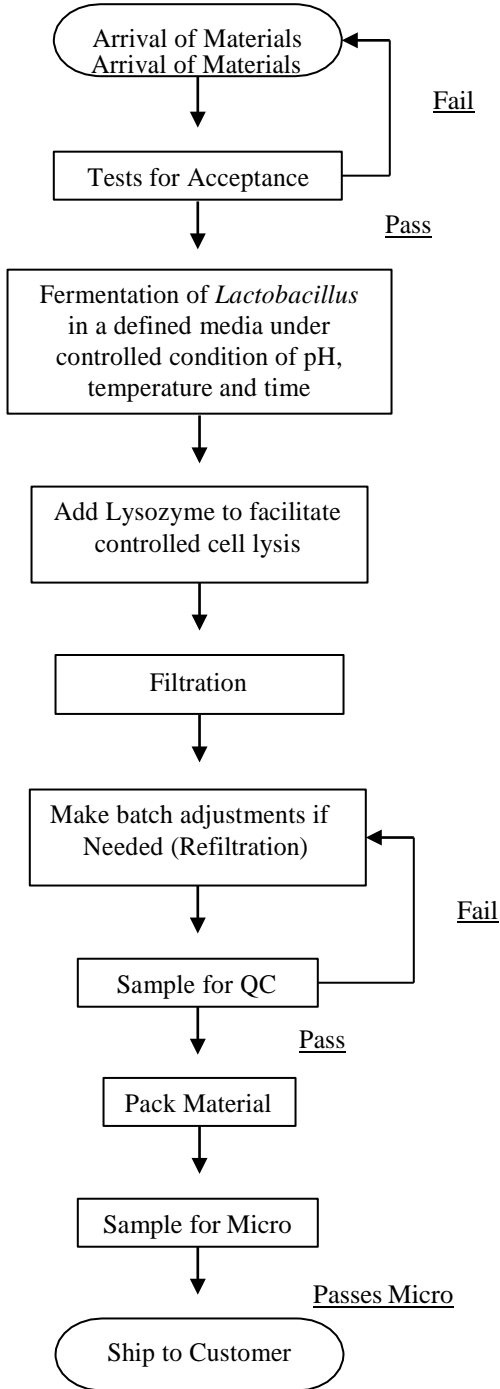 Arrival of Materials
Arrival of Materials
Fail
Tests for Acceptance
Pass
Fermentation of Lactobacillus
in a defined media under
controlled condition of pH,
temperature and time
Add Lysozyme to facilitate
controlled cell lysis
Filtration
Make batch adjustments if
Needed (Refiltration)
Fail
Sample for QC
Pass
Pack Material
Sample for Micro
Passes Micro
Ship to Customer